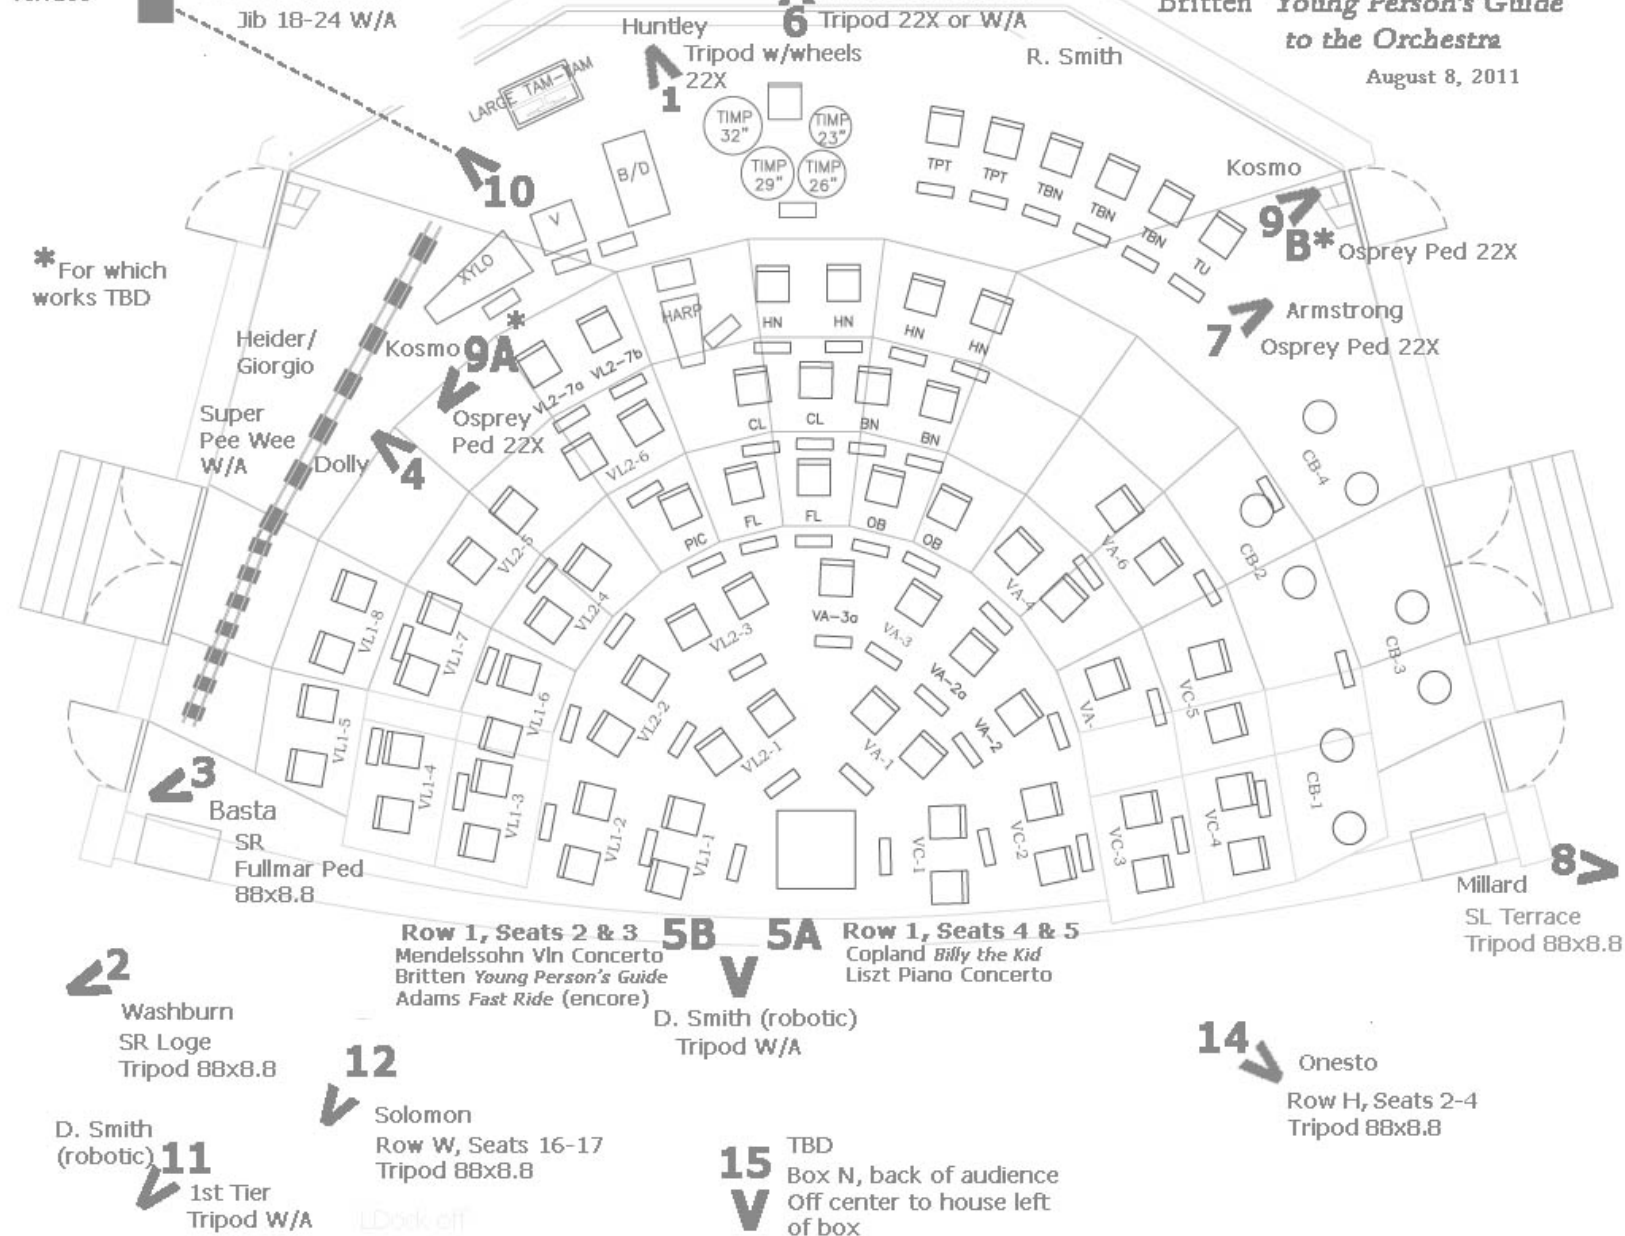 Jib 18-24 W/A
Huntley
6
Tripod 22X or W/A
Britten Young Person's Guide
to the Orchestra
August 8, 2011
Tripod w/wheels
22X
1
R. Smith
LARGE TAM-TAM
TIMP
32"
TIMP
23"
TIMP
29"
TIMP
26"
B/D
V
XYLO
HARP
10
TPT
TPT
TBN
TBN
TBN
TU
Kosmo
9
B*
Osprey Ped 22X
*For which
works TBD
Heider/
Giorgio
Kosmo
9A
*
Osprey
Ped 22X
Super
Pee Wee
W/A
Dolly
4
7
Armstrong
Osprey Ped 22X
HN
HN
HN
HN
VL2-7a
VL2-7b
CL
CL
BN
BN
VL2-6
PIC
FL
FL
OB
OB
VL2-5
VL2-4
VA-4
VA-6
CB-4
CB-2
CB-3
CB-1
VL1-8
VL1-7
VL1-6
VL2-3
VL2-2
VL2-1
VA-3a
VA-3
VA-2a
VA-2
VA-1
VA-
VC-5
VL1-5
VL1-4
VL1-3
VL1-2
VL1-1
VC-1
VC-2
VC-3
VC-4
3
Basta
SR
Fullmar Ped
88x8.8
8
Millard
SL Terrace
Tripod 88x8.8
Row 1, Seats 2 & 3
Mendelssohn Vln Concerto
Britten Young Person's Guide
Adams Fast Ride (encore)
5B
5A
Row 1, Seats 4 & 5
Copland Billy the Kid
Liszt Piano Concerto
D. Smith (robotic)
Tripod W/A
2
Washburn
SR Loge
Tripod 88x8.8
12
Solomon
Row W, Seats 16-17
Tripod 88x8.8
14
Onesto
Row H, Seats 2-4
Tripod 88x8.8
D. Smith
(robotic)
11
1st Tier
Tripod W/A
15
TBD
Box N, back of audience
Off center to house left
of box